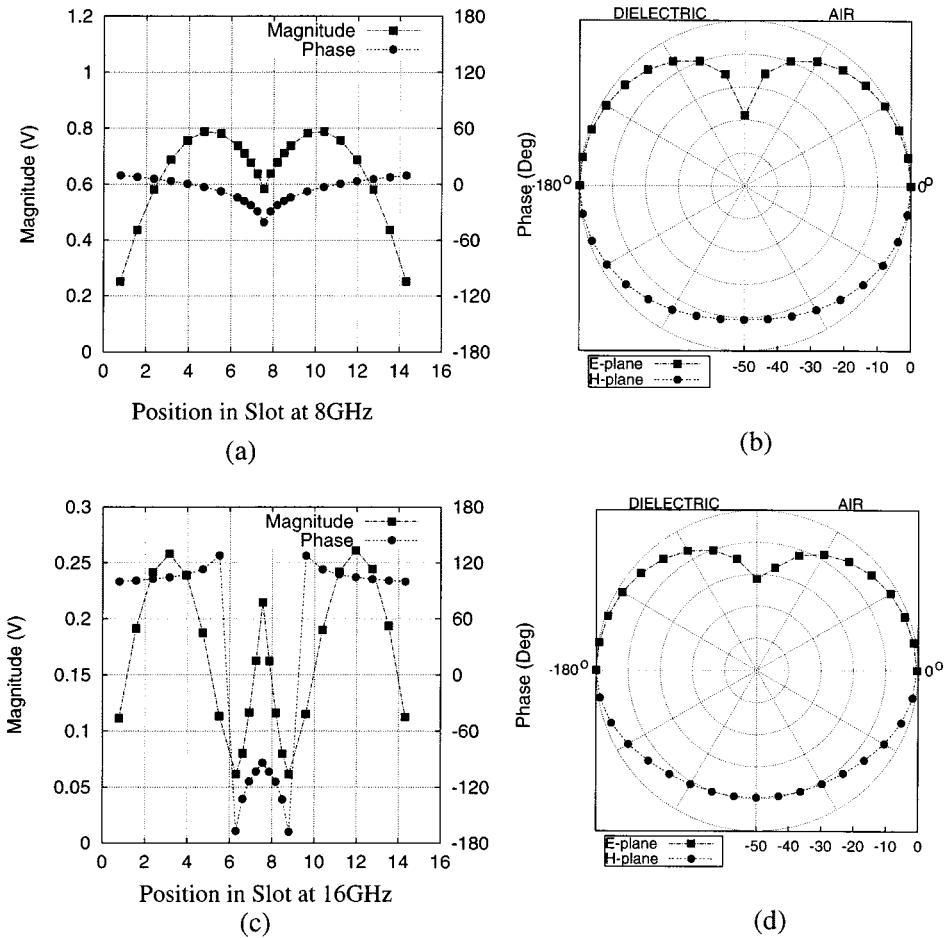 1.2
1
0.8
0.6
0.4
0.2
0
Magnitude (V)
Magnitude
Phase
180
120
60
0
-60
-120
-180
Phase (Deg)
0 2 4 6 8 10 12 14 16
Position in Slot at 8GHz
(a)
DIELECTRIC AIR
-180° 0°
E-plane
H-plane
-50 -40 -30 -20 -10 0
(b)
0.3
0.25
0.2
0.15
0.1
0.05
0
Magnitude (V)
Magnitude
Phase
180
120
60
0
-60
-120
-180
Phase (Deg)
0 2 4 6 8 10 12 14 16
Position in Slot at 16GHz
(c)
DIELECTRIC AIR
-180° 0°
E-plane
H-plane
-50 -40 -30 -20 -10 0
(d)